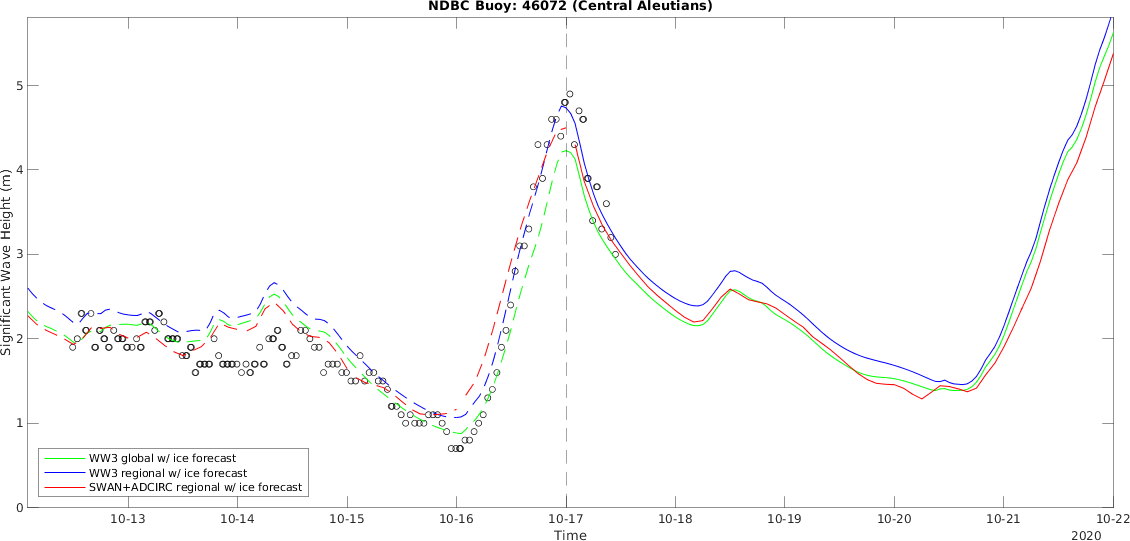 NDBC Buoy: 46072 (Central Aleutians)
Significant Wave Height (m)
5
4
3
2
1
0
WW3 global w/ ice forecast
WW3 regional w/ ice forecast
SWAN+ADCIRC regional w/ ice forecast
10-13 10-14 10-15 10-16 10-17 10-18 10-19 10-20 10-21 10-22
Time
2020